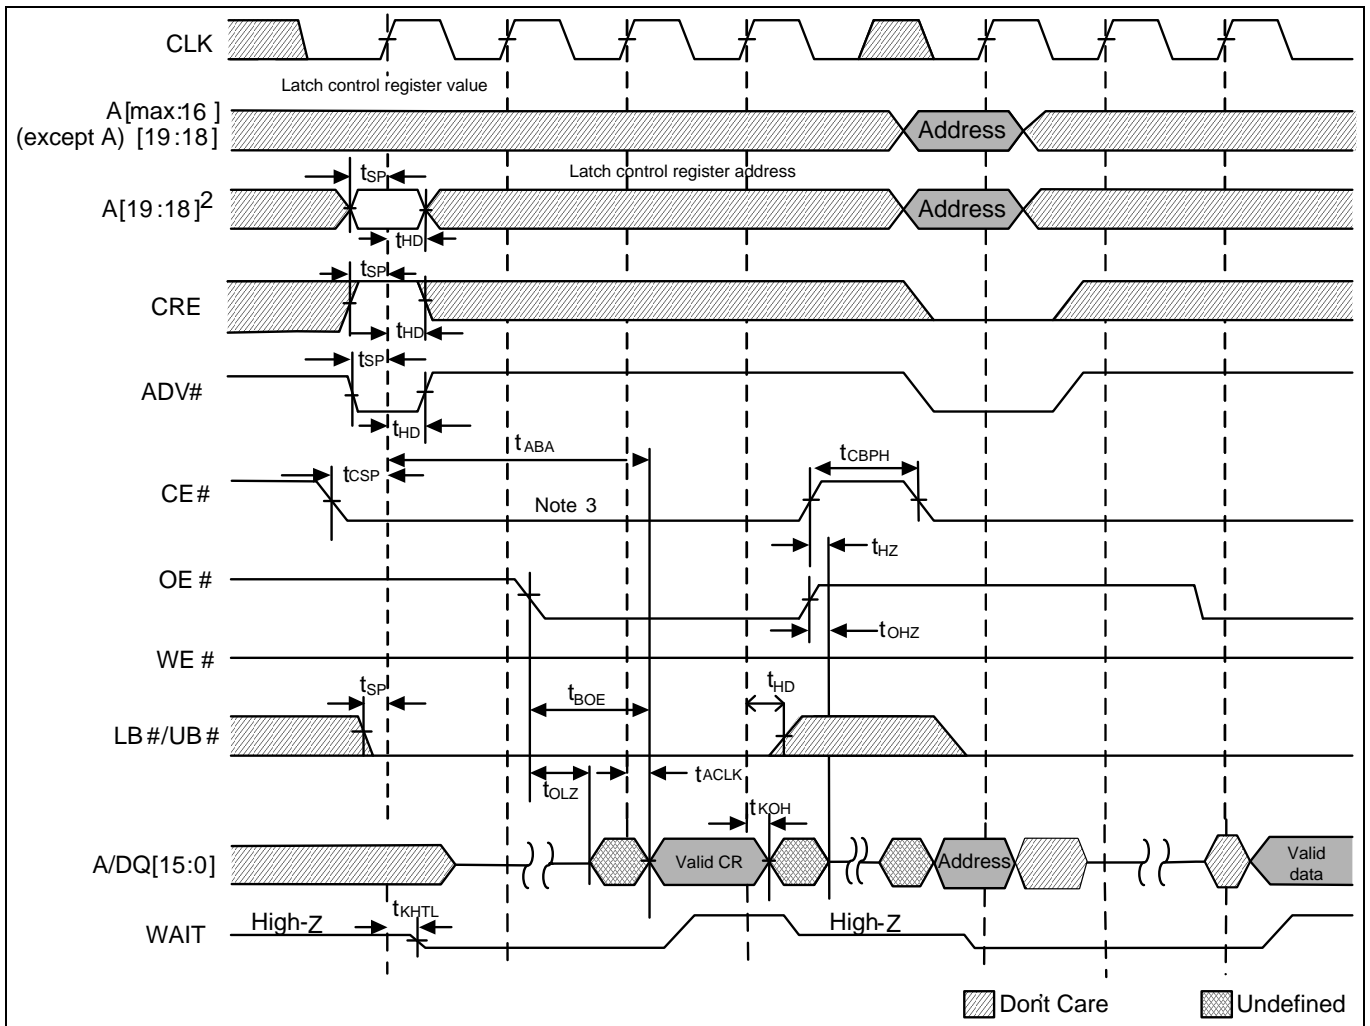 CLK
Latch control register value
A[max:16 ]
(except A) [19:18]
Address
tSP
Latch control register address
A[19:18]2
Address
tHD
tSP
CRE
tHD
tSP
ADV#
tHD
tABA
tCBPH
tCSP
CE#
Note 3
tHZ
OE #
tOHZ
WE #
tSP
tBOE
tHD
LB #/UB #
tACLK
tOLZ
tKOH
A/DQ[15:0]
Valid CR
Address
Valid
data
tKHTL
High-Z
High-Z
WAIT
Don't Care
Undefined